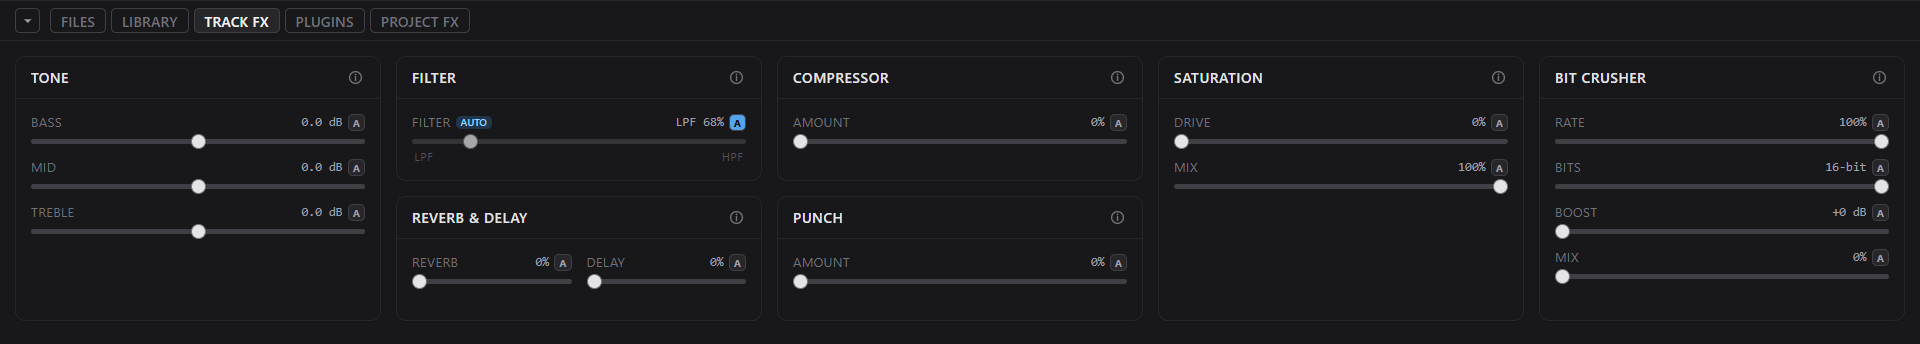 FILES LIBRARY TRACK FX PLUGINS PROJECT FX
TONE
BASS 0.0 dB A
MID 0.0 dB A
TREBLE 0.0 dB A
FILTER
FILTER AUTO LPF 68% A
LPF HPF
REVERB & DELAY
REVERB 0% A DELAY 0% A
COMPRESSOR
AMOUNT 0% A
PUNCH
AMOUNT 0% A
SATURATION
DRIVE 0% A
MIX 100% A
BIT CRUSHER
RATE 100% A
BITS 16-bit A
BOOST +0 dB A
MIX 0% A